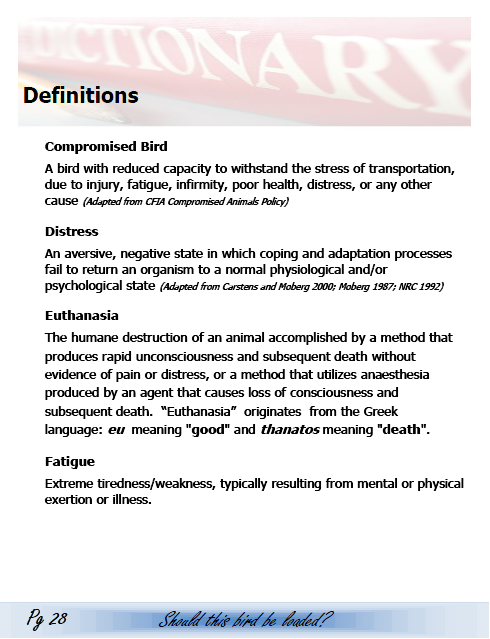 DICTIONARY
Definitions
Compromised Bird
A bird with reduced capacity to withstand the stress of transportation,
due to injury, fatigue, infirmity, poor health, distress, or any other
cause (Adapted from CFIA Compromised Animals Policy)
Distress
An aversive, negative state in which coping and adaptation processes
fail to return an organism to a normal physiological and/or
psychological state (Adapted from Carstens and Moberg 2000; Moberg 1987; NRC 1992)
Euthanasia
The humane destruction of an animal accomplished by a method that
produces rapid unconsciousness and subsequent death without
evidence of pain or distress, or a method that utilizes anaesthesia
produced by an agent that causes loss of consciousness and
subsequent death. “Euthanasia” originates from the Greek
language: eu meaning "good" and thanatos meaning "death".
Fatigue
Extreme tiredness/weakness, typically resulting from mental or physical
exertion or illness.
Pg 28 Should this bird be loaded?